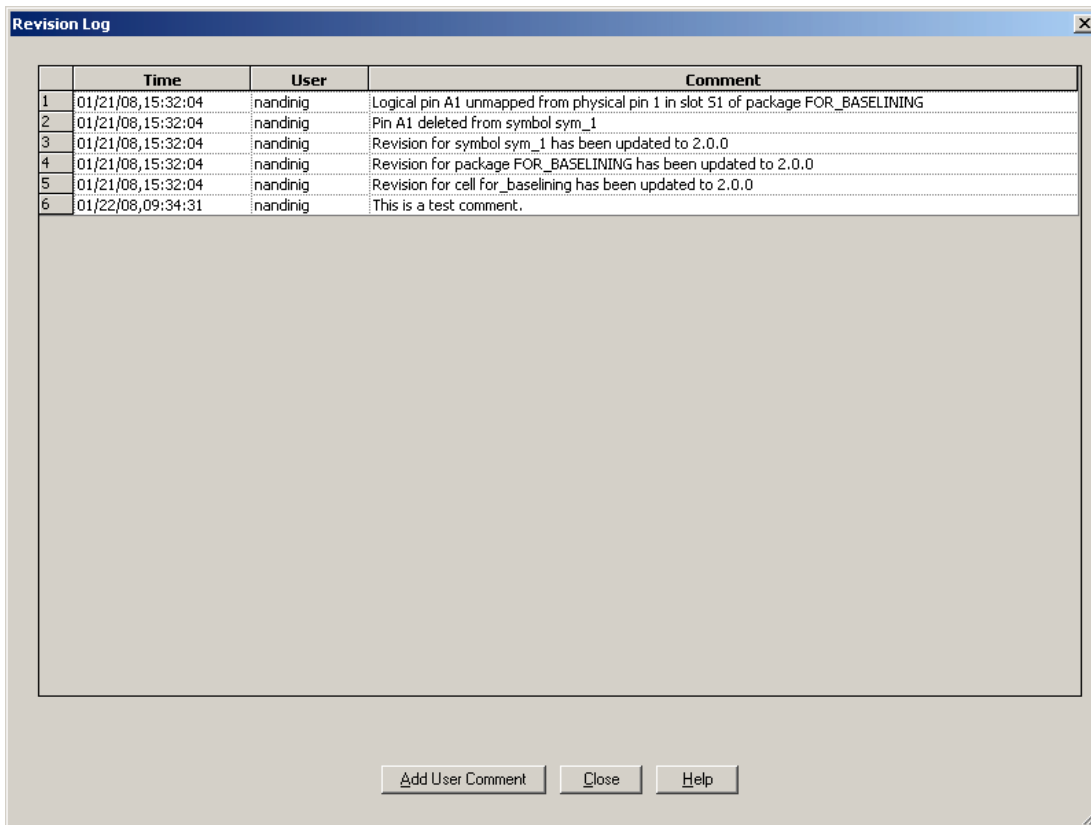 Revision Log
Time User Comment
1 01/21/08,15:32:04 nandinig Logical pin A1 unmapped from physical pin 1 in slot S1 of package FOR_BASELINING
2 01/21/08,15:32:04 nandinig Pin A1 deleted from symbol sym_1
3 01/21/08,15:32:04 nandinig Revision for symbol sym_1 has been updated to 2.0.0
4 01/21/08,15:32:04 nandinig Revision for package FOR_BASELINING has been updated to 2.0.0
5 01/21/08,15:32:04 nandinig Revision for cell for_baselining has been updated to 2.0.0
6 01/22/08,09:34:31 nandinig This is a test comment.
Add User Comment Close Help